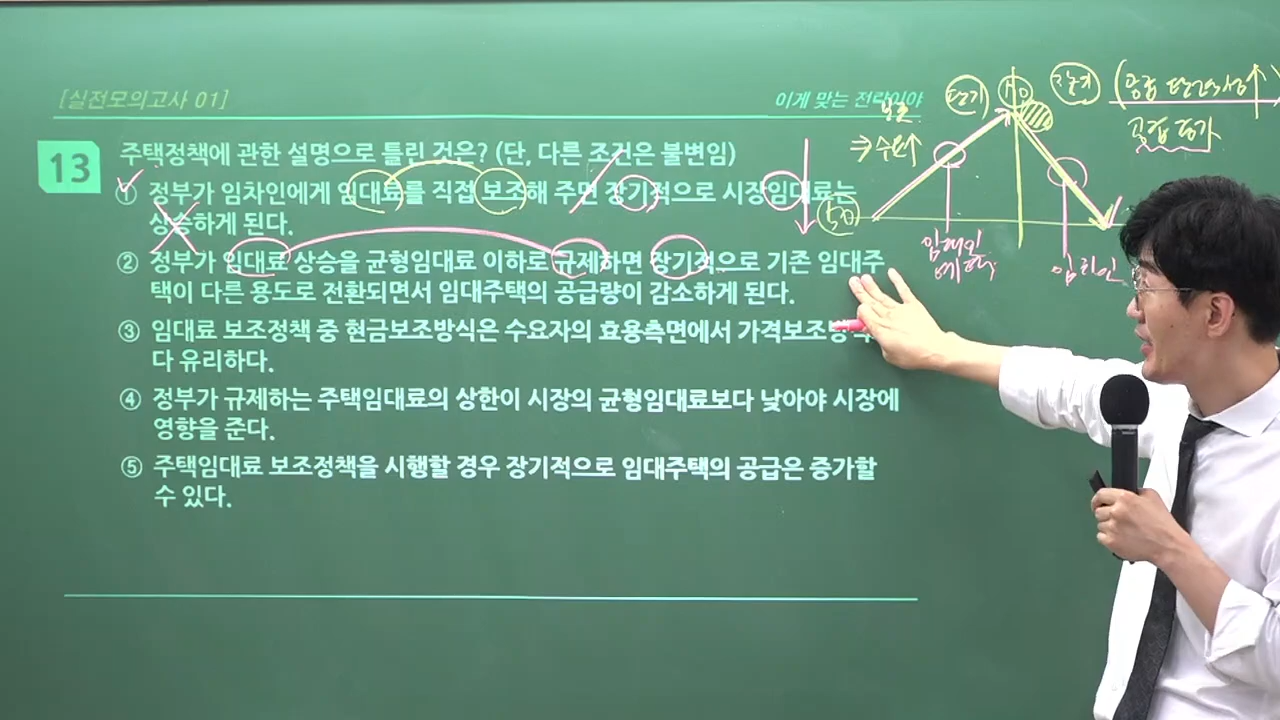 [실전모의고사 01]
이게 맞는 전략이야
13
주택정책에 관한 설명으로 틀린 것은? (단, 다른 조건은 불변임)
① 정부가 임차인에게 임대료를 직접 보조해 주면 장기적으로 시장임대료는
상승하게 된다.
② 정부가 임대료 상승을 균형임대료 이하로 규제하면 장기적으로 기존 임대주
택이 다른 용도로 전환되면서 임대주택의 공급량이 감소하게 된다.
③ 임대료 보조정책 중 현금보조방식은 수요자의 효용측면에서 가격보조방
다 유리하다.
④ 정부가 규제하는 주택임대료의 상한이 시장의 균형임대료보다 낮아야 시장에
영향을 준다.
⑤ 주택임대료 보조정책을 시행할 경우 장기적으로 임대주택의 공급은 증가할
수 있다.
단기
장기
보조
⇒ 수요↑
공급 증가
50
임대인
임차인